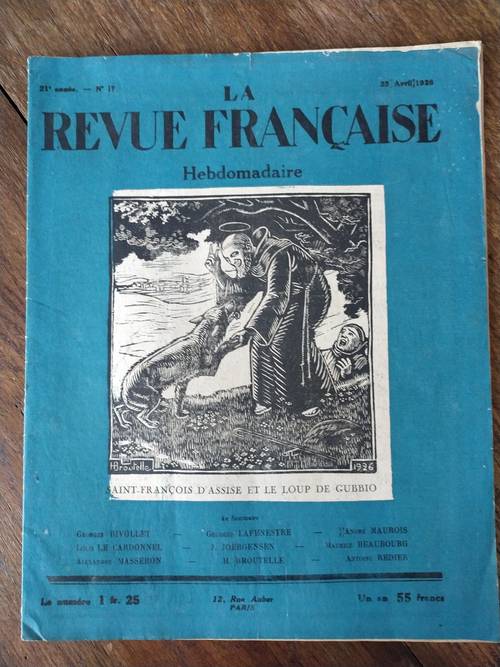 21e année. — N° 17
25 Avril 1926
LA
REVUE FRANÇAISE
Hebdomadaire
H Broutelle
1926
SAINT-FRANÇOIS D'ASSISE ET LE LOUP DE GUBBIO
Au Sommaire
Georges RIVOLLET — Georges LAFENESTRE — André MAUROIS
Louis LE CARDONNEL — J. JOERGENSEN — Maurice BEAUBOURG
Alexandre MASSERON — H. BROUTELLE — Antoine REDIER
Le numéro 1 fr. 25
12, Rue Auber
PARIS
Un an 55 francs